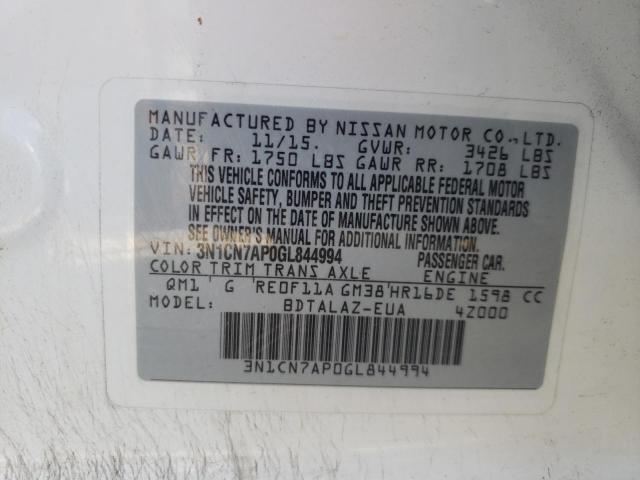 MANUFACTURED BY NISSAN MOTOR CO.,LTD.
DATE: 11/15. GVWR: 3426 LBS
GAWR FR: 1750 LBS GAWR RR: 1708 LBS
THIS VEHICLE CONFORMS TO ALL APPLICABLE FEDERAL MOTOR
VEHICLE SAFETY, BUMPER AND THEFT PREVENTION STANDARDS
IN EFFECT ON THE DATE OF MANUFACTURE SHOWN ABOVE.
SEE OWNER'S MANUAL FOR ADDITIONAL INFORMATION.
VIN: 3N1CN7AP0GL844994 PASSENGER CAR
COLOR TRIM TRANS AXLE ENGINE
QM1 ' G ' RE0F11A GM38'HR16DE 1598 CC
BDTALAZ-EUA 4Z000
3N1CN7AP0GL844994